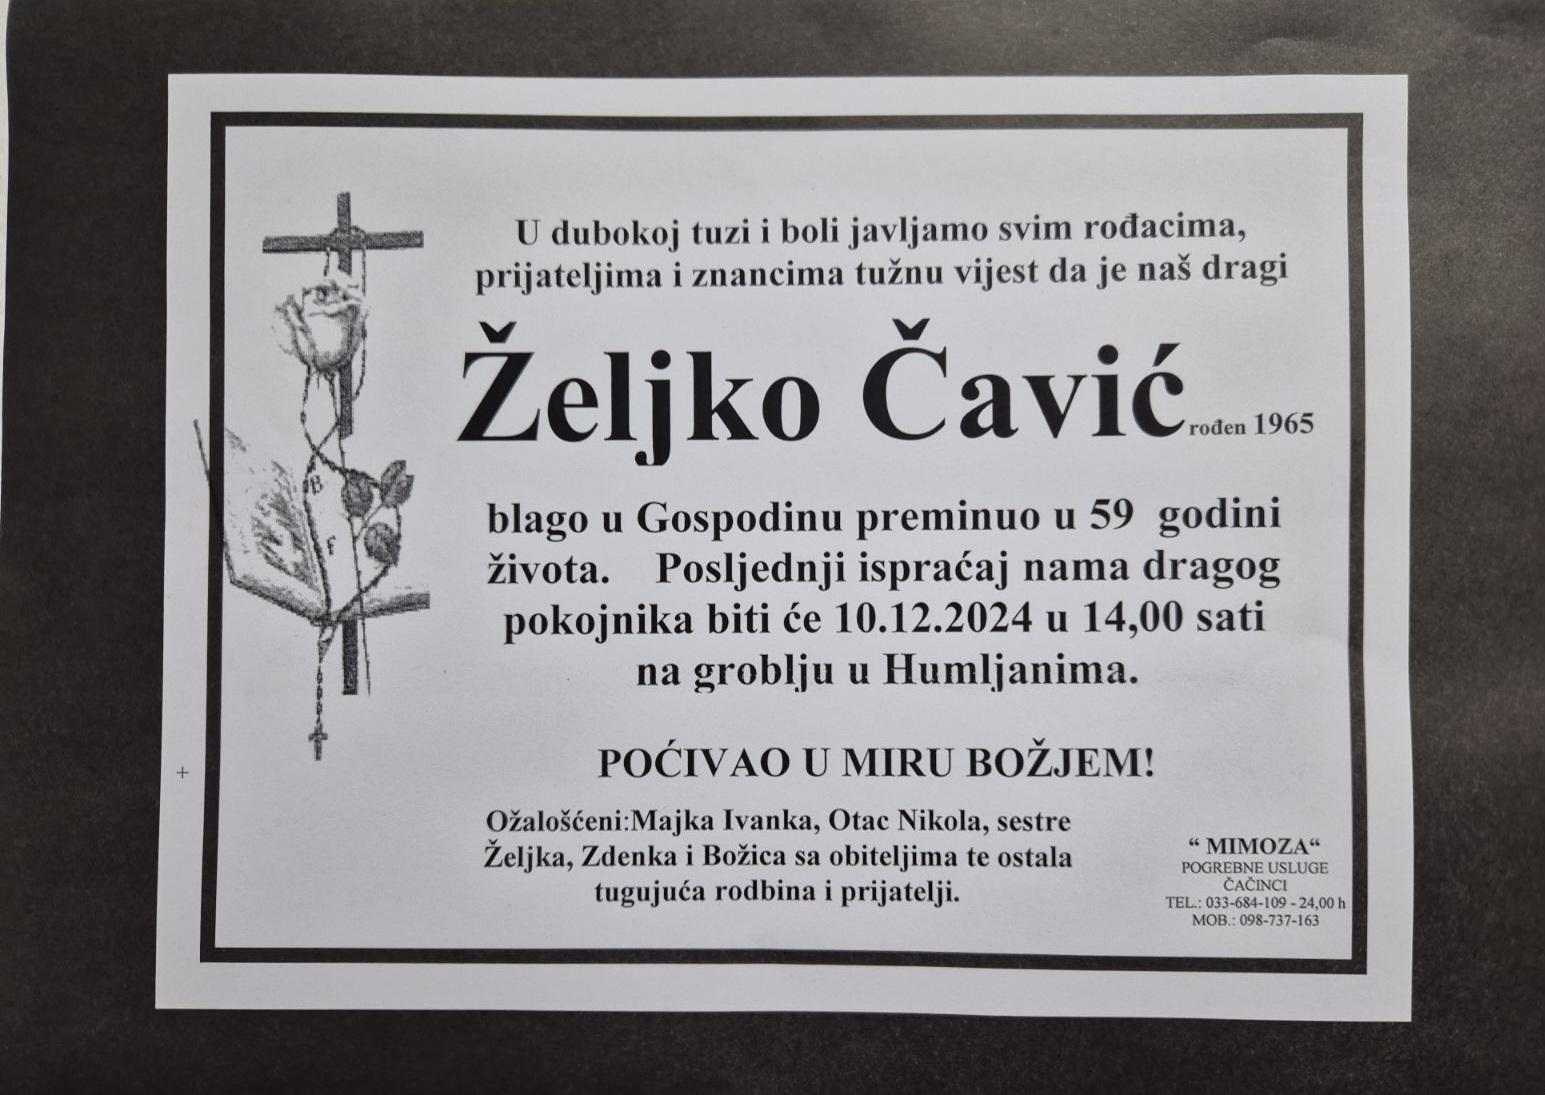 U dubokoj tuzi i boli javljamo svim rođacima,
prijateljima i znancima tužnu vijest da je naš dragi
Željko Čavić rođen 1965
blago u Gospodinu preminuo u 59 godini
života. Posljednji ispraćaj nama dragog
pokojnika biti će 10.12.2024 u 14,00 sati
na groblju u Humljanima.
POĆIVAO U MIRU BOŽJEM!
Ožalošćeni:Majka Ivanka, Otac Nikola, sestre
Željka, Zdenka i Božica sa obiteljima te ostala
tugujuća rodbina i prijatelji.
“ MIMOZA“
POGREBNE USLUGE
ČAČINCI
TEL.: 033-684-109 - 24,00 h
MOB.: 098-737-163